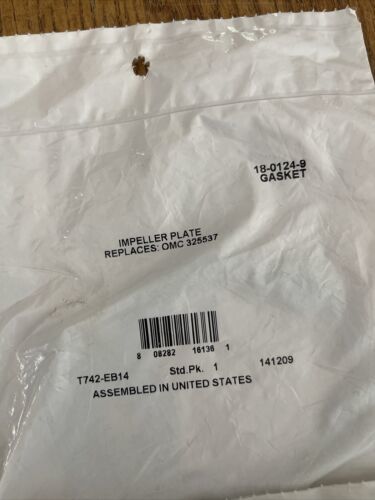 18-0124-9
GASKET
IMPELLER PLATE
REPLACES: OMC 325537
8 08282 16136 1
T742-EB14 Std.Pk. 1 141209
ASSEMBLED IN UNITED STATES